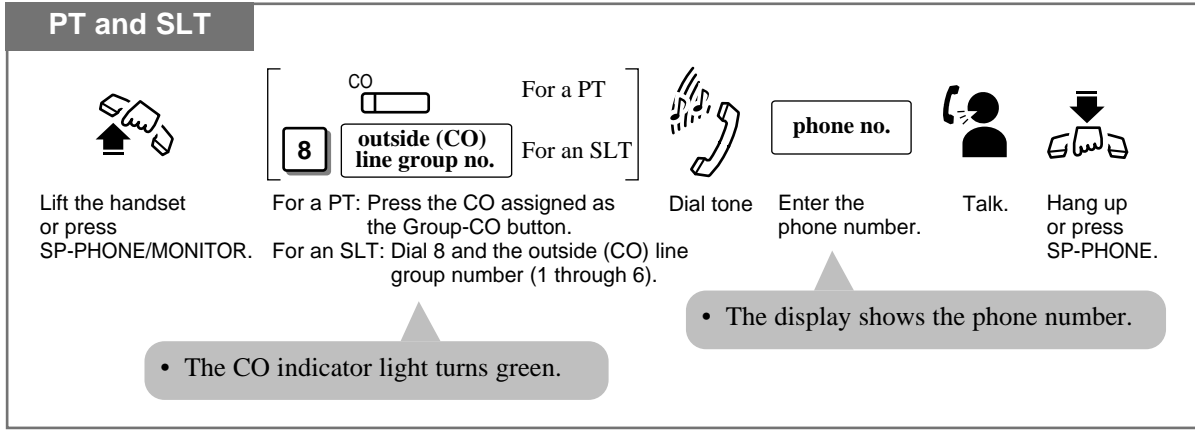 PT and SLT
CO
For a PT
8
outside (CO)
line group no.
For an SLT
phone no.
Lift the handset
or press
SP-PHONE/MONITOR.
For a PT: Press the CO assigned as
the Group-CO button.
For an SLT: Dial 8 and the outside (CO) line
group number (1 through 6).
Dial tone
Enter the
phone number.
Talk.
Hang up
or press
SP-PHONE.
• The display shows the phone number.
• The CO indicator light turns green.